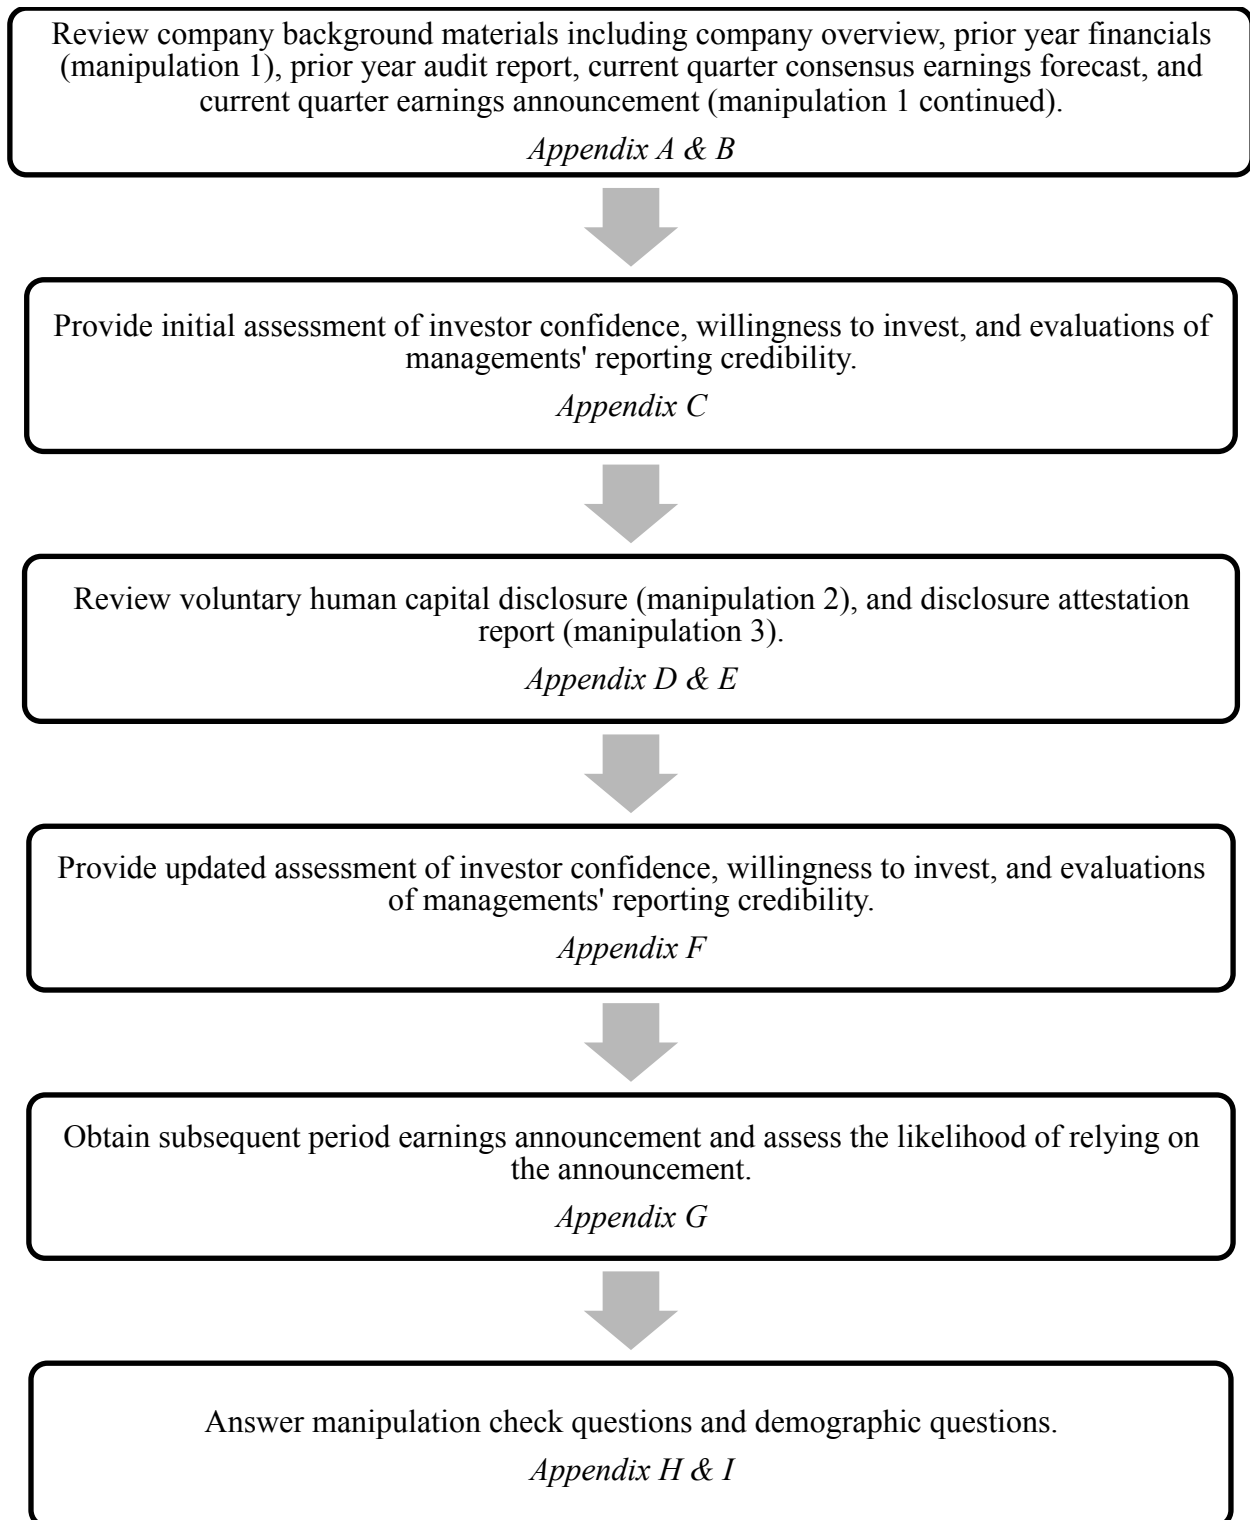 Review company background materials including company overview, prior year financials
(manipulation 1), prior year audit report, current quarter consensus earnings forecast, and
current quarter earnings announcement (manipulation 1 continued).
Appendix A & B
Provide initial assessment of investor confidence, willingness to invest, and evaluations of
managements' reporting credibility.
Appendix C
Review voluntary human capital disclosure (manipulation 2), and disclosure attestation
report (manipulation 3).
Appendix D & E
Provide updated assessment of investor confidence, willingness to invest, and evaluations
of managements' reporting credibility.
Appendix F
Obtain subsequent period earnings announcement and assess the likelihood of relying on
the announcement.
Appendix G
Answer manipulation check questions and demographic questions.
Appendix H & I